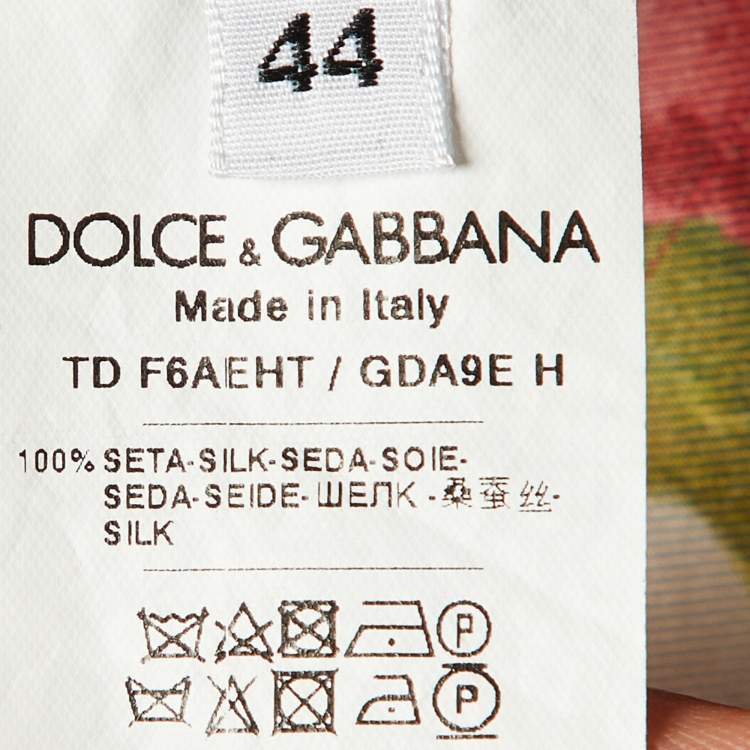 44
DOLCE & GABBANA
Made in Italy
TD F6AEHT / GDA9E H
100% SETA-SILK-SEDA-SOIE-
SEDA-SEIDE-ШЕЛК -桑蚕丝-
SILK
P
P